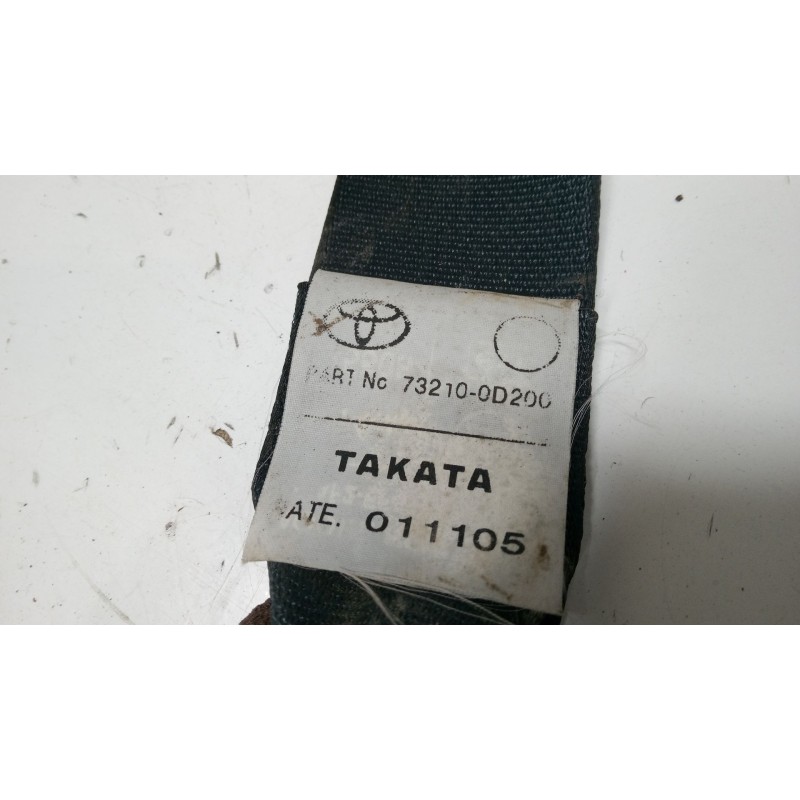 PART No 73210-0D200
TAKATA
ATE. 011105